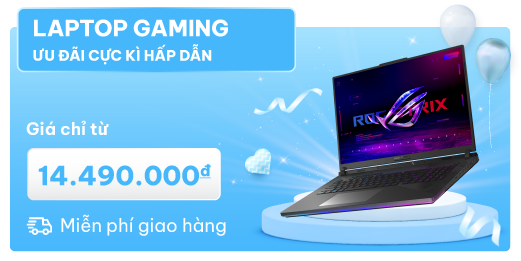 LAPTOP GAMING
ƯU ĐÃI CỰC KÌ HẤP DẪN
Giá chỉ từ
14.490.000đ
Miễn phí giao hàng